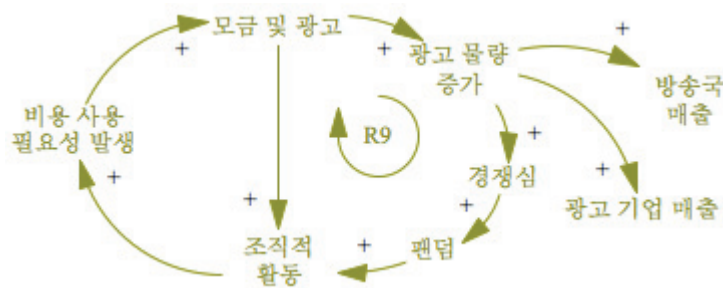 모금 및 광고
+
+
광고 물량
증가
+
방송국
매출
비용 사용
필요성 발생
R9
+
+
경쟁심
+
광고 기업 매출
+
+
+
조직적
활동
팬덤